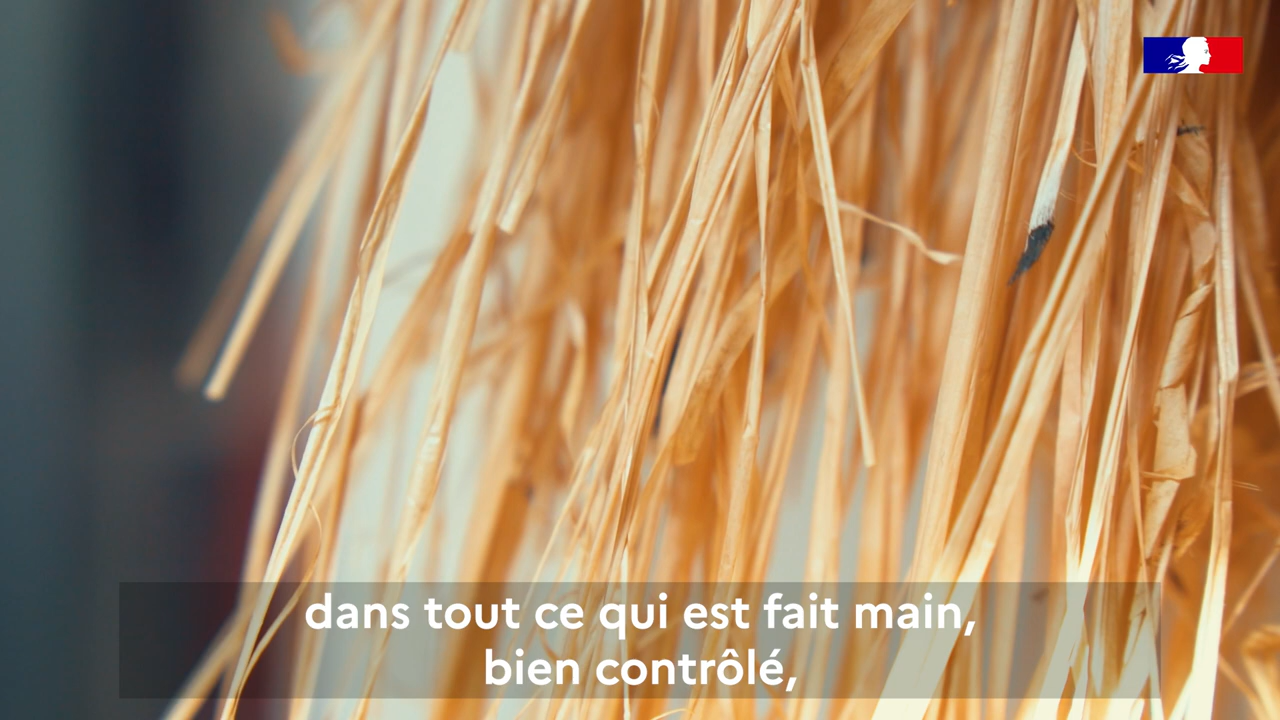 dans tout ce qui est fait main,
bien contrôlé,